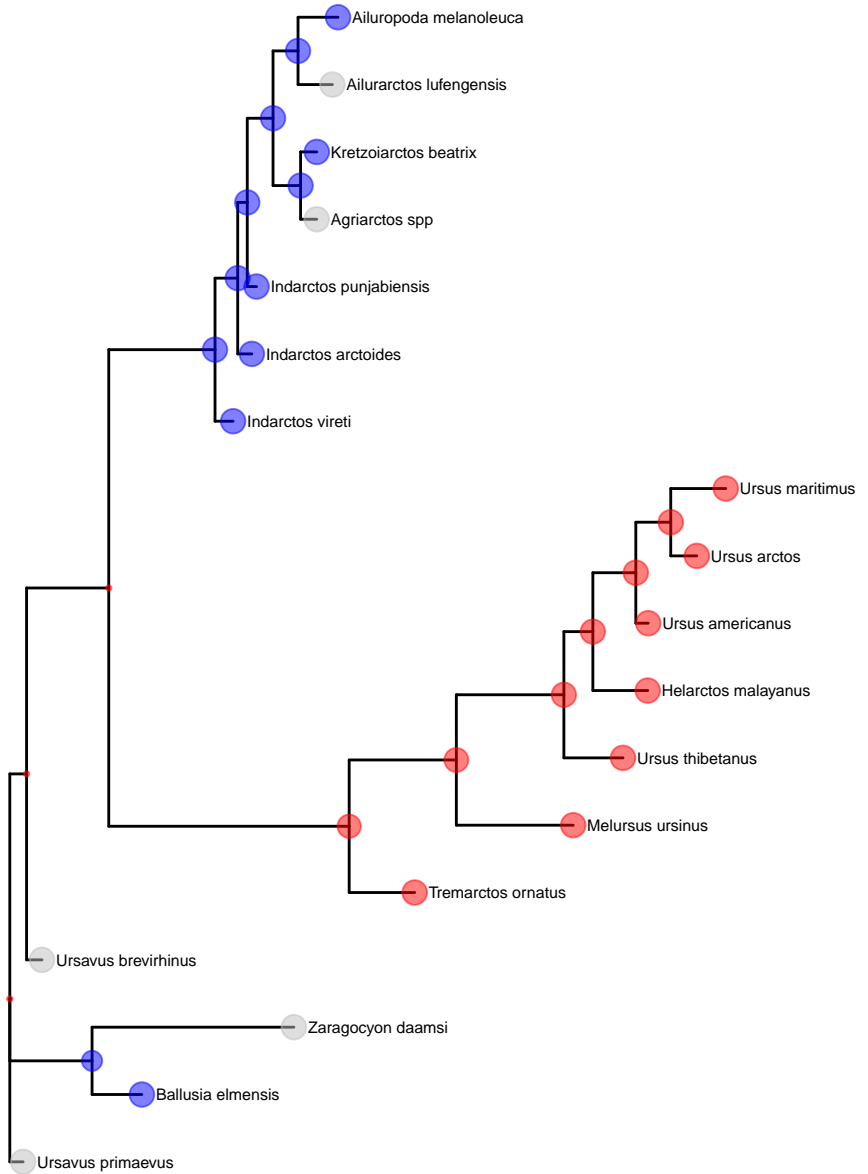 Ailuropoda melanoleuca
Ailurarctos lufengensis
Kretzoiarctos beatrix
Agriarctos spp
Indarctos punjabiensis
Indarctos arctoides
Indarctos vireti
Ursus maritimus
Ursus arctos
Ursus americanus
Helarctos malayanus
Ursus thibetanus
Melursus ursinus
Tremarctos ornatus
Ursavus brevirhinus
Zaragocyon daamsi
Ballusia elmensis
Ursavus primaevus